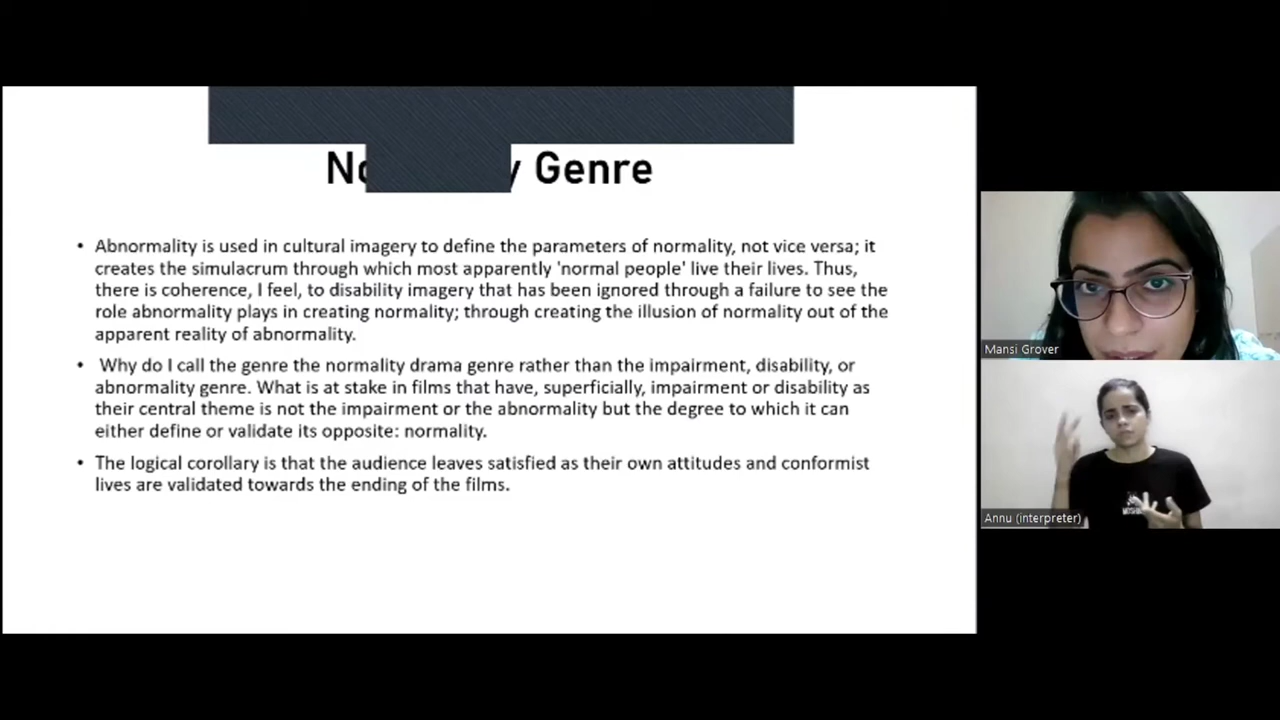 Genre
• Abnormality is used in cultural imagery to define the parameters of normality, not vice versa; it
creates the simulacrum through which most apparently 'normal people' live their lives. Thus,
there is coherence, I feel, to disability imagery that has been ignored through a failure to see the
role abnormality plays in creating normality; through creating the illusion of normality out of the
apparent reality of abnormality.
• Why do I call the genre the normality drama genre rather than the impairment, disability, or
abnormality genre. What is at stake in films that have, superficially, impairment or disability as
their central theme is not the impairment or the abnormality but the degree to which it can
either define or validate its opposite: normality.
• The logical corollary is that the audience leaves satisfied as their own attitudes and conformist
lives are validated towards the ending of the films.
Mansi Grover
Annu (interpreter)